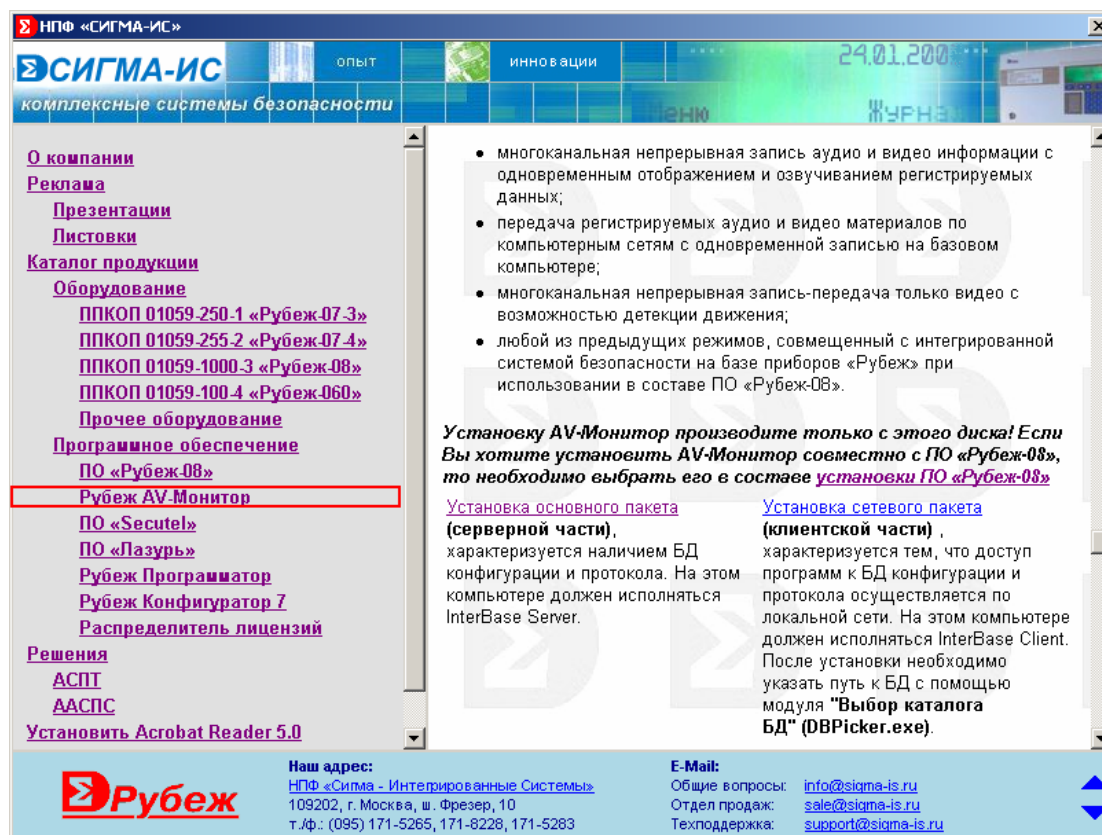 НПФ «СИГМА-ИС»
СИГМА-ИС
опыт
инновации
24.01.200
комплексные системы безопасности
Меню
Журнал
О компании
Реклама
Презентации
Листовки
Каталог продукции
Оборудование
ППКОП 01059-250-1 «Рубеж-07-3»
ППКОП 01059-255-2 «Рубеж-07-4»
ППКОП 01059-1000-3 «Рубеж-08»
ППКОП 01059-100-4 «Рубеж-060»
Прочее оборудование
Программное обеспечение
ПО «Рубеж-08»
Рубеж AV-Монитор
ПО «Secutel»
ПО «Лазурь»
Рубеж Программатор
Рубеж Конфигуратор 7
Распределитель лицензий
Решения
АСПТ
ААСПС
Установить Acrobat Reader 5.0
• многоканальная непрерывная запись аудио и видео информации с
одновременным отображением и озвучиванием регистрируемых
данных;
• передача регистрируемых аудио и видео материалов по
компьютерным сетям с одновременной записью на базовом
компьютере;
• многоканальная непрерывная запись-передача только видео с
возможностью детекции движения;
• любой из предыдущих режимов, совмещенный с интегрированной
системой безопасности на базе приборов «Рубеж» при
использовании в составе ПО «Рубеж-08».
Установку AV-Монитор производите только с этого диска! Если
Вы хотите установить AV-Монитор совместно с ПО «Рубеж-08»,
то необходимо выбрать его в составе установки ПО «Рубеж-08»
Установка основного пакета
(серверной части),
характеризуется наличием БД
конфигурации и протокола. На этом
компьютере должен исполняться
InterBase Server.
Установка сетевого пакета
(клиентской части) ,
характеризуется тем, что доступ
программ к БД конфигурации и
протокола осуществляется по
локальной сети. На этом компьютере
должен исполняться InterBase Client.
После установки необходимо
указать путь к БД с помощью
модуля "Выбор каталога
БД" (DBPicker.exe).
Рубеж
Наш адрес:
НПФ «Сигма - Интегрированные Системы»
109202, г. Москва, ш. Фрезер, 10
т./ф.: (095) 171-5265, 171-8228, 171-5283
E-Mail:
Общие вопросы: info@sigma-is.ru
Отдел продаж: sale@sigma-is.ru
Техподдержка: support@sigma-is.ru